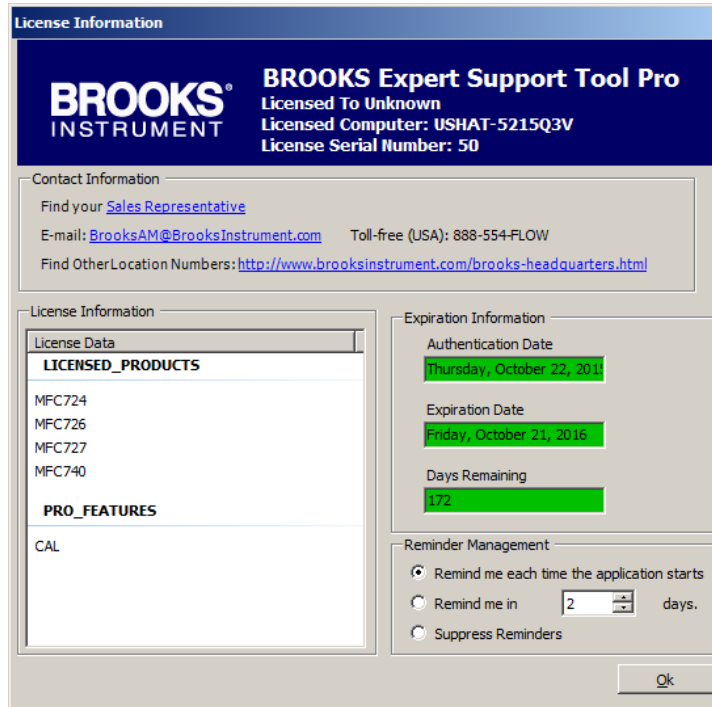 License Information
BROOKS®
INSTRUMENT
BROOKS Expert Support Tool Pro
Licensed To Unknown
Licensed Computer: USHAT-5215Q3V
License Serial Number: 50
Contact Information
Find your Sales Representative
E-mail: BrooksAM@BrooksInstrument.com Toll-free (USA): 888-554-FLOW
Find OtherLocation Numbers: http://www.brooksinstrument.com/brooks-headquarters.html
License Information
License Data
LICENSED_PRODUCTS
MFC724
MFC726
MFC727
MFC740
PRO_FEATURES
CAL
Expiration Information
Authentication Date
Thursday, October 22, 2015
Expiration Date
Friday, October 21, 2016
Days Remaining
172
Reminder Management
Remind me each time the application starts
Remind me in 2 days.
Suppress Reminders
Ok